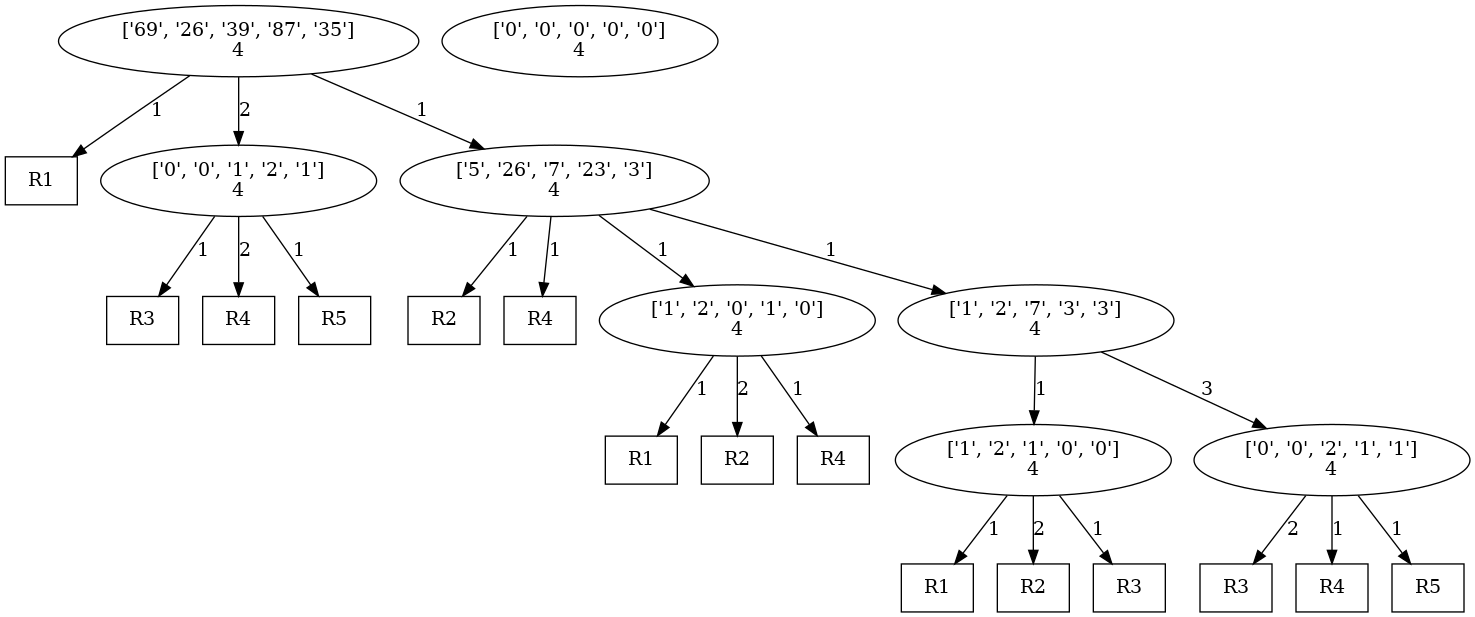 ['69', '26', '39', '87', '35']
4
['0', '0', '0', '0', '0']
4
1
2
1
R1
['0', '0', '1', '2', '1']
4
['5', '26', '7', '23', '3']
4
1
2
1
1
1
1
1
R3
R4
R5
R2
R4
['1', '2', '0', '1', '0']
4
['1', '2', '7', '3', '3']
4
1
2
1
1
3
R1
R2
R4
['1', '2', '1', '0', '0']
4
['0', '0', '2', '1', '1']
4
1
2
1
2
1
1
R1
R2
R3
R3
R4
R5